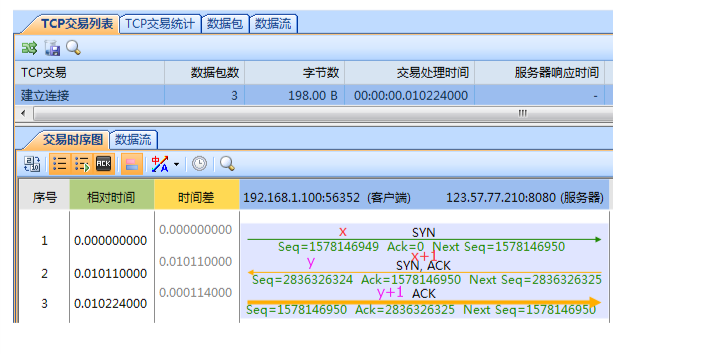 TCP交易列表 TCP交易统计 数据包 数据流
TCP交易 数据包数 字节数 交易处理时间 服务器响应时间
建立连接 3 198.00 B 00:00:00.010224000 -
交易时序图 数据流
序号 相对时间 时间差 192.168.1.100:56352 (客户端) 123.57.77.210:8080 (服务器)
0.000000000 x SYN
1 0.000000000 Seq=1578146949 Ack=0 Next Seq=1578146950
0.010110000 y x+1 SYN, ACK
2 0.010110000 Seq=2836326324 Ack=1578146950 Next Seq=2836326325
0.000114000 y+1 ACK
3 0.010224000 Seq=1578146950 Ack=2836326325 Next Seq=1578146950